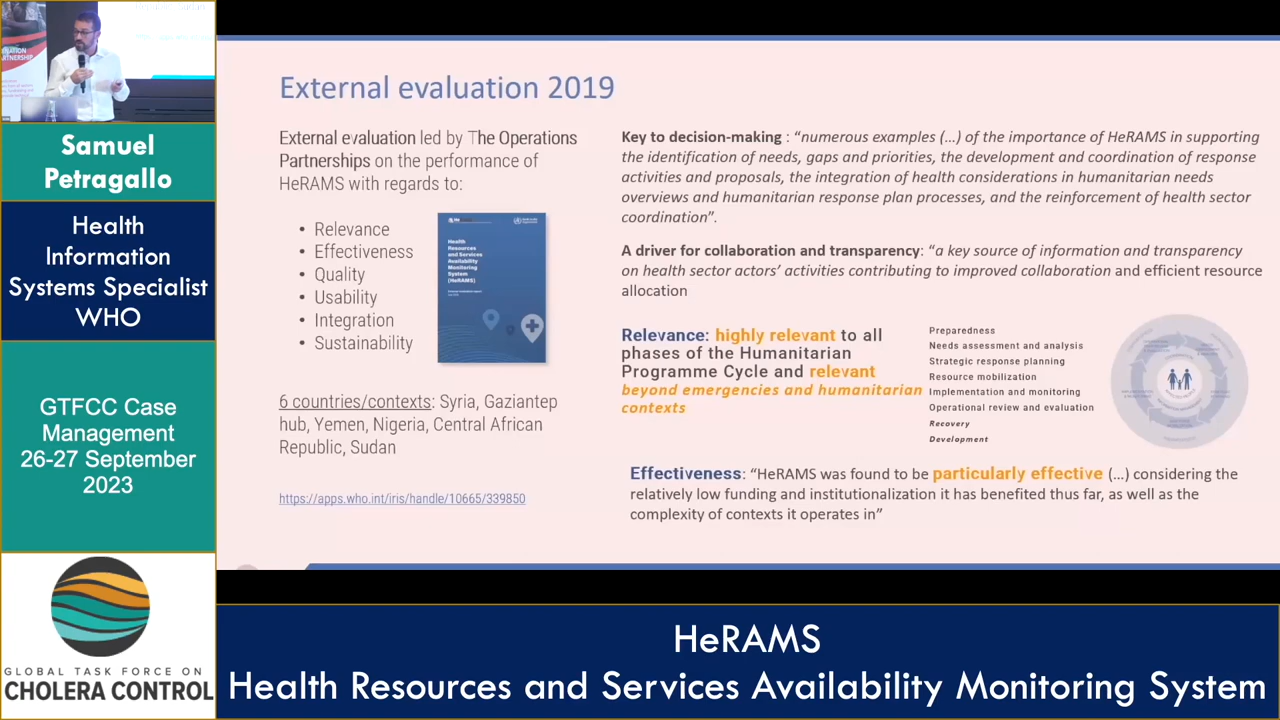 Samuel
Petragallo
Health
Information
Systems Specialist
WHO
GTFCC Case
Management
26-27 September
2023
GLOBAL TASK FORCE ON
CHOLERA CONTROL
External evaluation 2019
External evaluation led by The Operations
Partnerships on the performance of
HeRAMS with regards to:
• Relevance
• Effectiveness
• Quality
• Usability
• Integration
• Sustainability
Health
Resources
and Services
Availability
Monitoring
System
(HeRAMS)
6 countries/contexts: Syria, Gaziantep
hub, Yemen, Nigeria, Central African
Republic, Sudan
https://apps.who.int/iris/handle/10665/339850
Key to decision-making : “numerous examples (…) of the importance of HeRAMS in supporting
the identification of needs, gaps and priorities, the development and coordination of response
activities and proposals, the integration of health considerations in humanitarian needs
overviews and humanitarian response plan processes, and the reinforcement of health sector
coordination”.
A driver for collaboration and transparency: “a key source of information and transparency
on health sector actors’ activities contributing to improved collaboration and efficient resource
allocation
Relevance: highly relevant to all
phases of the Humanitarian
Programme Cycle and relevant
beyond emergencies and humanitarian
contexts
Preparedness
Needs assessment and analysis
Strategic response planning
Resource mobilization
Implementation and monitoring
Operational review and evaluation
Recovery
Development
Effectiveness: “HeRAMS was found to be particularly effective (…) considering the
relatively low funding and institutionalization it has benefited thus far, as well as the
complexity of contexts it operates in”
HeRAMS
Health Resources and Services Availability Monitoring System